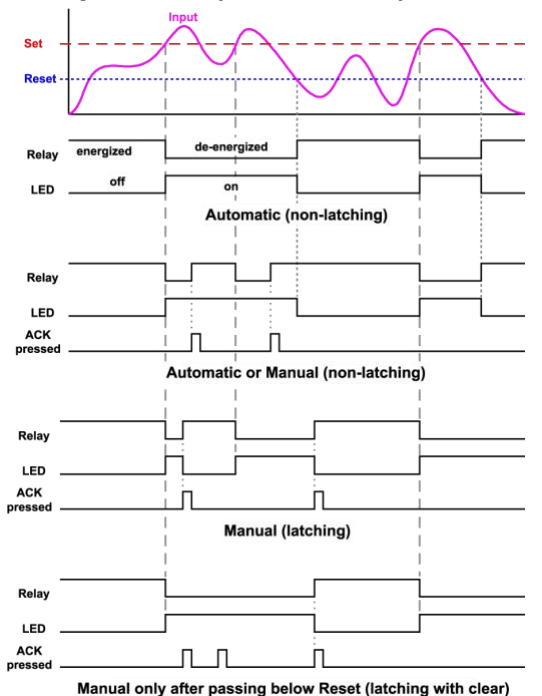 Input
Set
Reset
Relay energized de-energized
LED off on
Automatic (non-latching)
Relay
LED
ACK
pressed
Automatic or Manual (non-latching)
Relay
LED
ACK
pressed
Manual (latching)
Relay
LED
ACK
pressed
Manual only after passing below Reset (latching with clear)